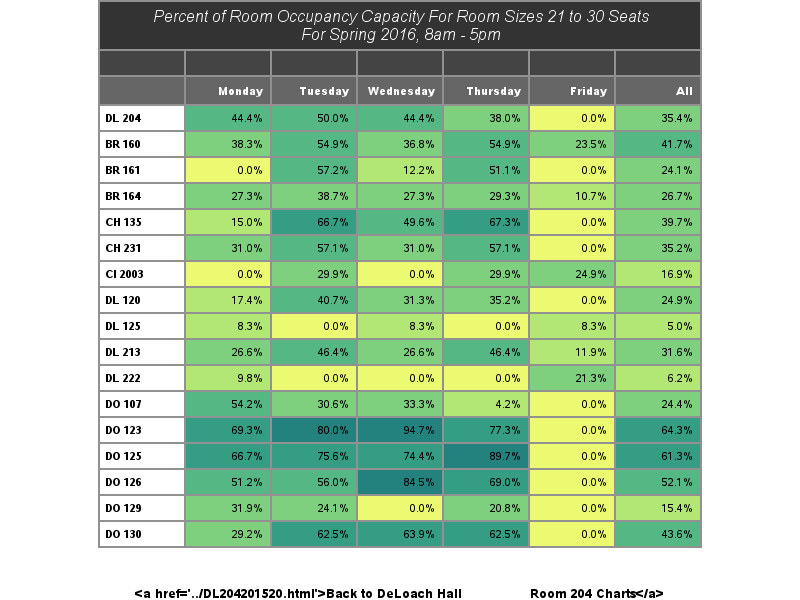 Percent of Room Occupancy Capacity For Room Sizes 21 to 30 Seats
For Spring 2016, 8am - 5pm
Monday Tuesday Wednesday Thursday Friday All
DL 204 44.4% 50.0% 44.4% 38.0% 0.0% 35.4%
BR 160 38.3% 54.9% 36.8% 54.9% 23.5% 41.7%
BR 161 0.0% 57.2% 12.2% 51.1% 0.0% 24.1%
BR 164 27.3% 38.7% 27.3% 29.3% 10.7% 26.7%
CH 135 15.0% 66.7% 49.6% 67.3% 0.0% 39.7%
CH 231 31.0% 57.1% 31.0% 57.1% 0.0% 35.2%
CI 2003 0.0% 29.9% 0.0% 29.9% 24.9% 16.9%
DL 120 17.4% 40.7% 31.3% 35.2% 0.0% 24.9%
DL 125 8.3% 0.0% 8.3% 0.0% 8.3% 5.0%
DL 213 26.6% 46.4% 26.6% 46.4% 11.9% 31.6%
DL 222 9.8% 0.0% 0.0% 0.0% 21.3% 6.2%
DO 107 54.2% 30.6% 33.3% 4.2% 0.0% 24.4%
DO 123 69.3% 80.0% 94.7% 77.3% 0.0% 64.3%
DO 125 66.7% 75.6% 74.4% 89.7% 0.0% 61.3%
DO 126 51.2% 56.0% 84.5% 69.0% 0.0% 52.1%
DO 129 31.9% 24.1% 0.0% 20.8% 0.0% 15.4%
DO 130 29.2% 62.5% 63.9% 62.5% 0.0% 43.6%
<a href='../DL204201520.html'>Back to DeLoach Hall Room 204 Charts</a>